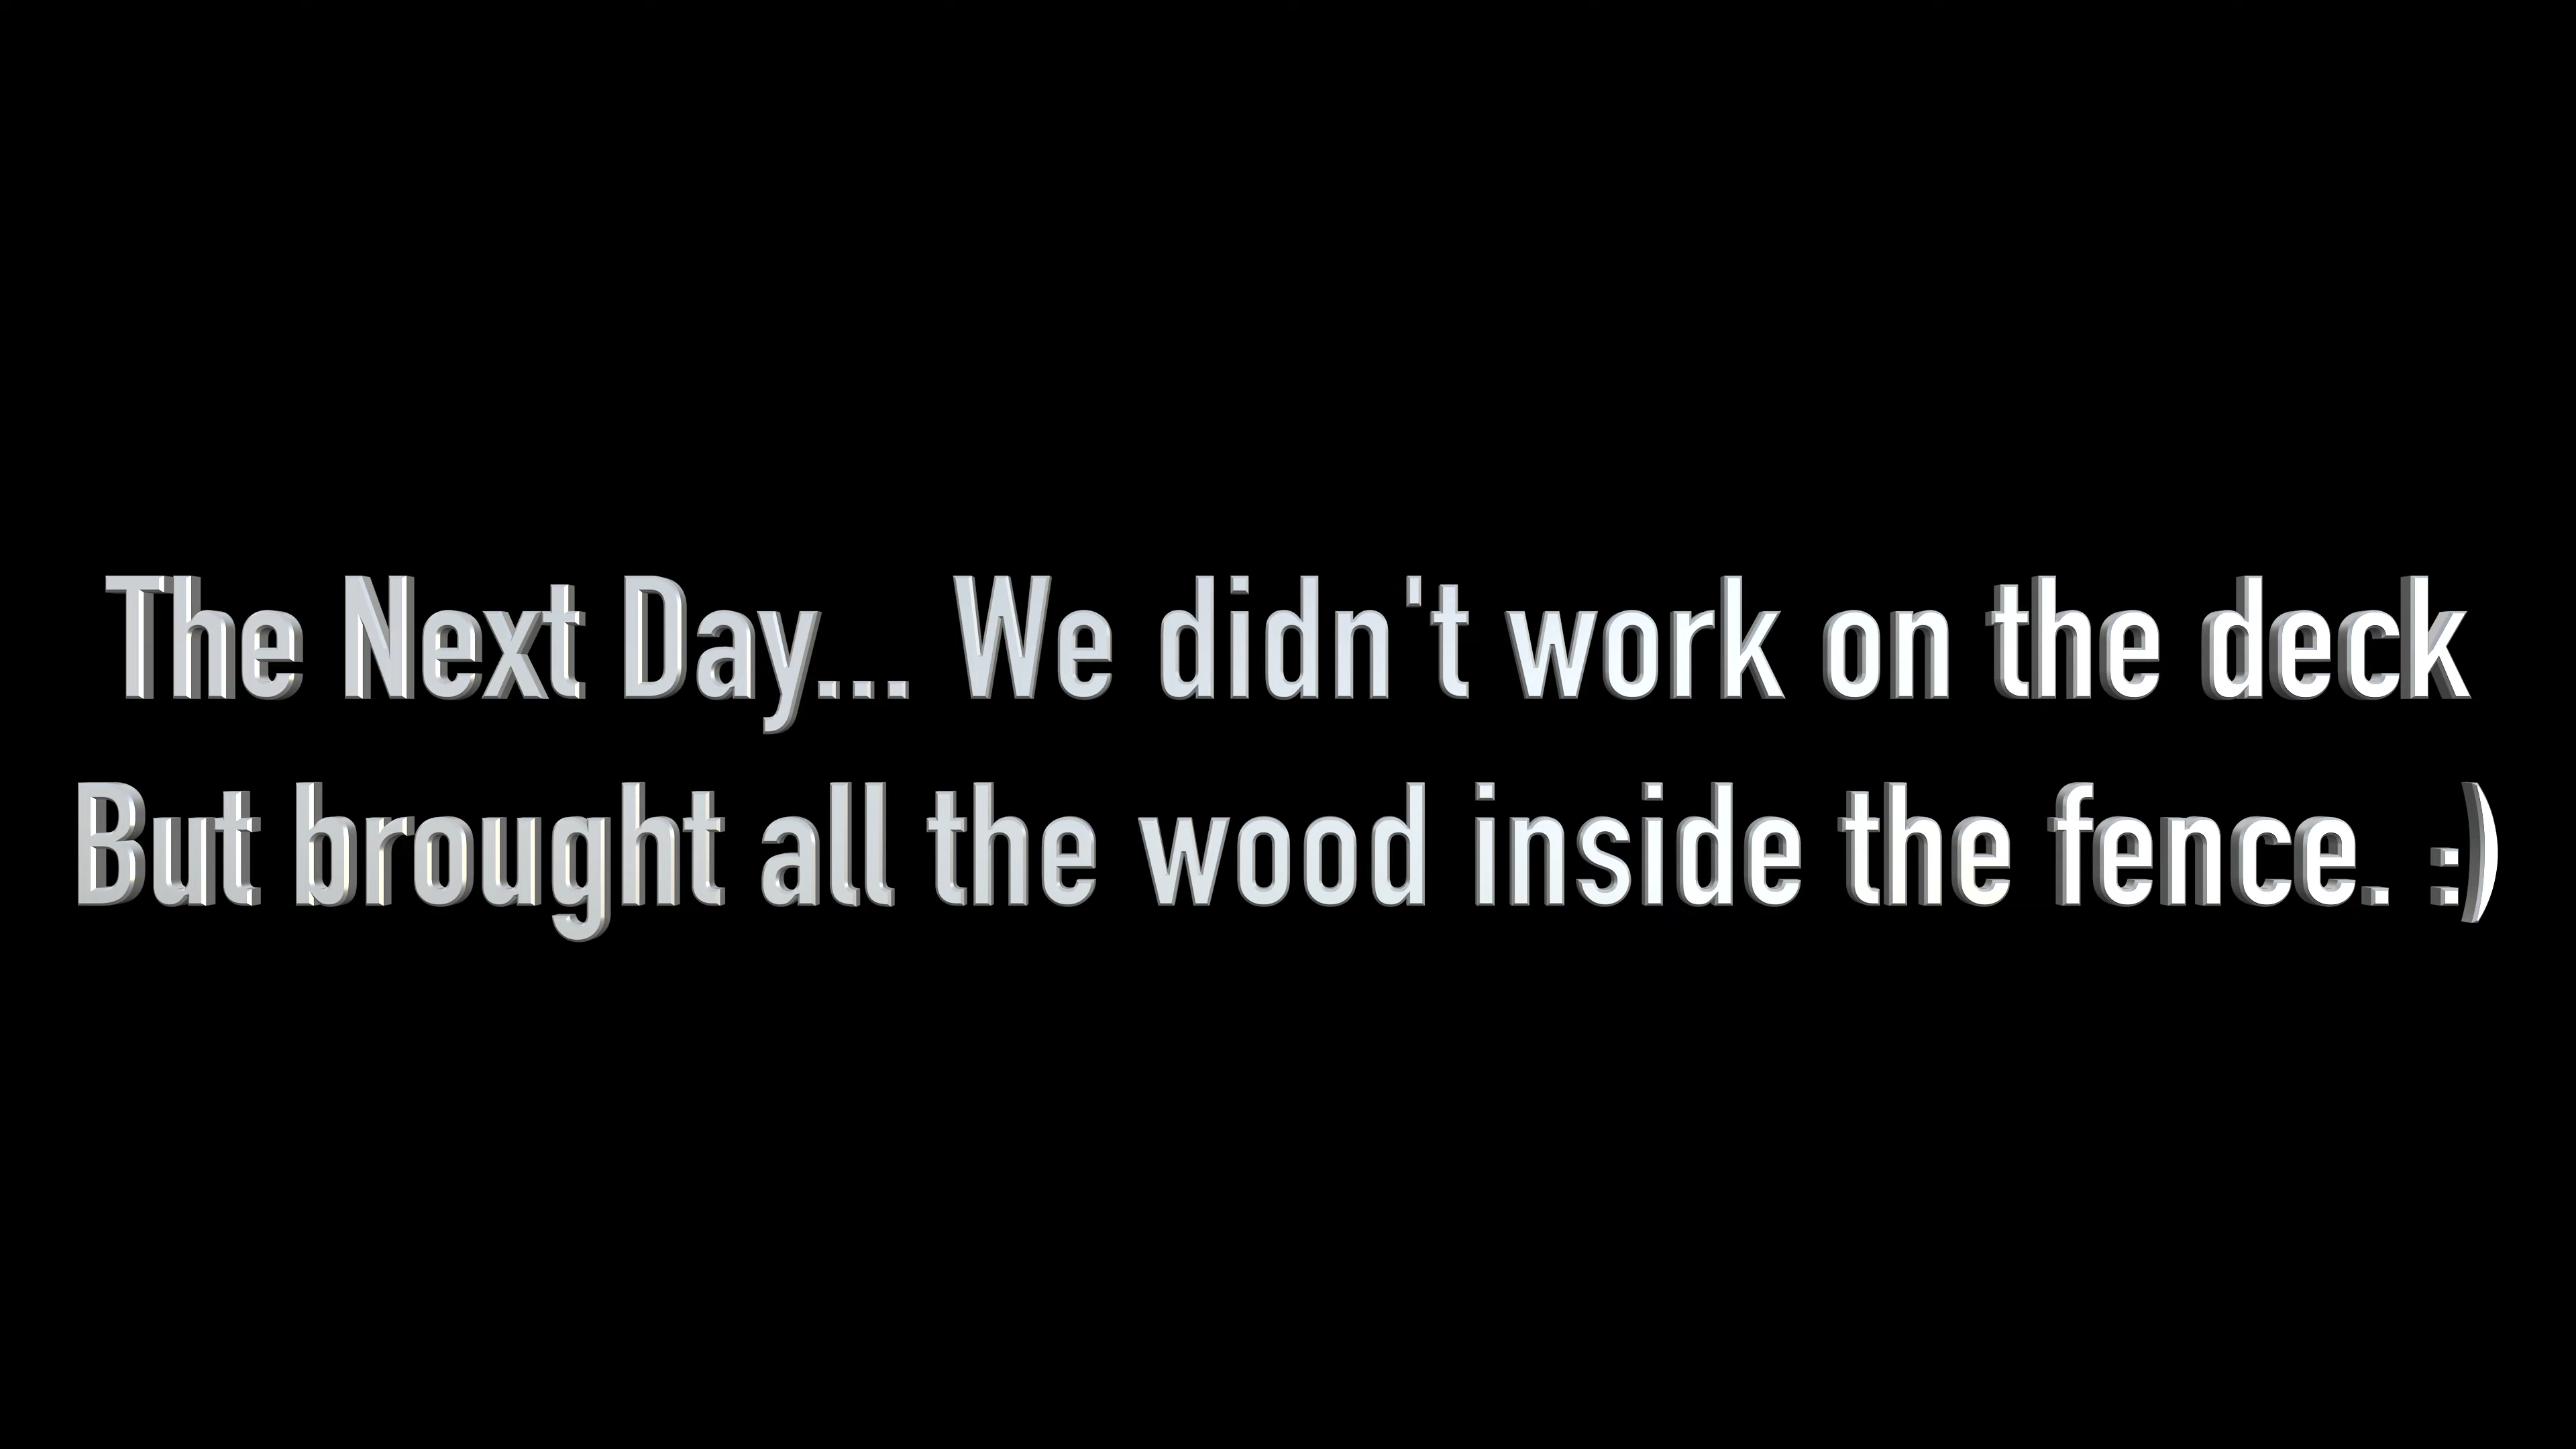 The Next Day... We didn't work on the deck
But brought all the wood inside the fence. :)